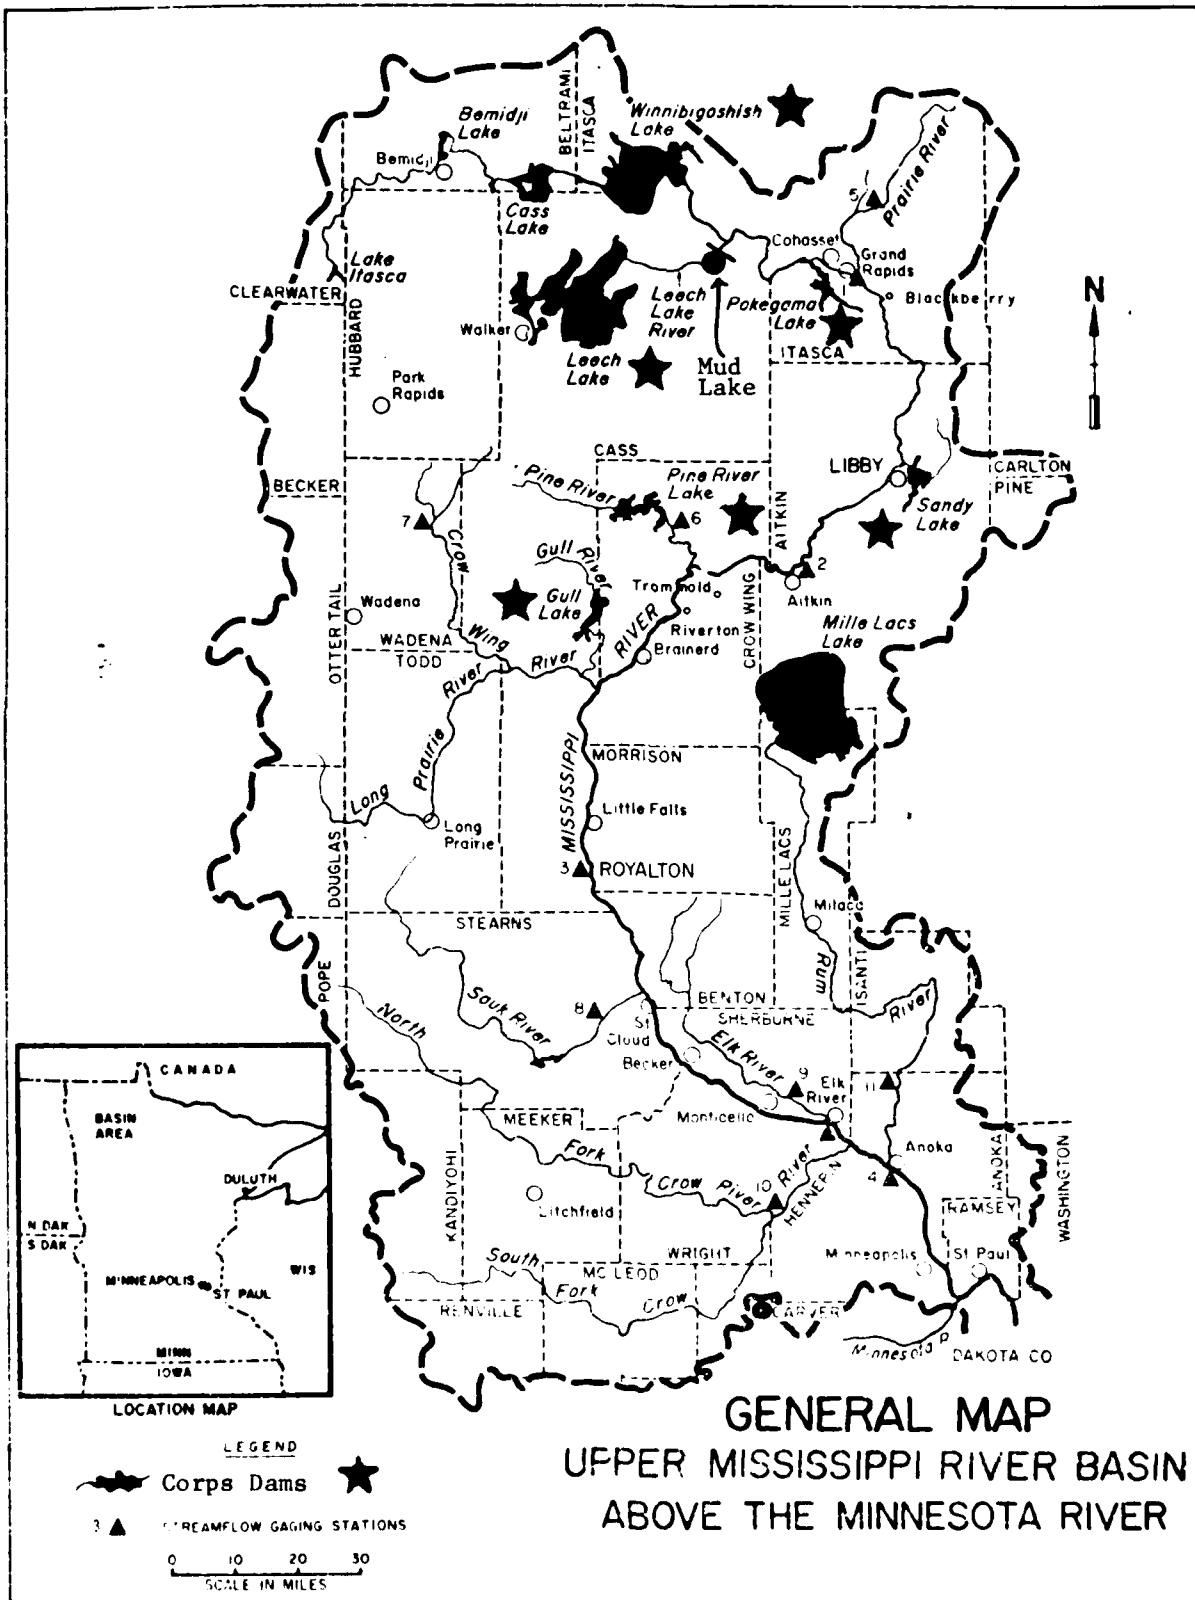 Bemidji
Lake
BELTRAMI
ITASCA
Winnibigoshish
Lake
Prairie River
Bemidji
5
Cass
Lake
Cohasset
Grand
Rapids
Lake
Itasca
CLEARWATER
Leech
Lake
River
Pokegama
Lake
Blackberry
N
HUBBARD
Walker
Leech
Lake
Mud
Lake
ITASCA
Park
Rapids
CASS
BECKER
Pine River
Pine River
Lake
LIBBY
CARLTON
PINE
Sandy
Lake
7
6
AITKIN
Crow
Gull River
2
Trommald
Aitkin
Gull
Lake
Wadena
Riverton
CROW WING
Mille Lacs
Lake
OTTER TAIL
WADENA
TODD
Wing
River
RIVER
Brainerd
River
Prairie
MORRISON
MISSISSIPPI
Long
Long
Prairie
Little Falls
DOUGLAS
3
ROYALTON
MILLE LACS
Milaca
STEARNS
POPE
Rum
ISANTI
North
Sauk River
8
BENTON
SHERBURNE
River
St
Cloud
Becker
Elk River
9
Elk
River
11
CANADA
BASIN
AREA
MEEKER
Monticello
Anoka
ANOKA
WASHINGTON
Fork
Crow
River
River
10
HENNEPIN
4
DULUTH
KANDIYOHI
Litchfield
RAMSEY
N DAK
S DAK
WIS
South
WRIGHT
Minneapolis
St Paul
MINNEAPOLIS
ST PAUL
MC LEOD
Fork
Crow
RENVILLE
CARVER
Minnesota R
DAKOTA CO
MINN
IOWA
LOCATION MAP
GENERAL MAP
UPPER MISSISSIPPI RIVER BASIN
ABOVE THE MINNESOTA RIVER
LEGEND
Corps Dams
3
STREAMFLOW GAGING STATIONS
0 10 20 30
SCALE IN MILES